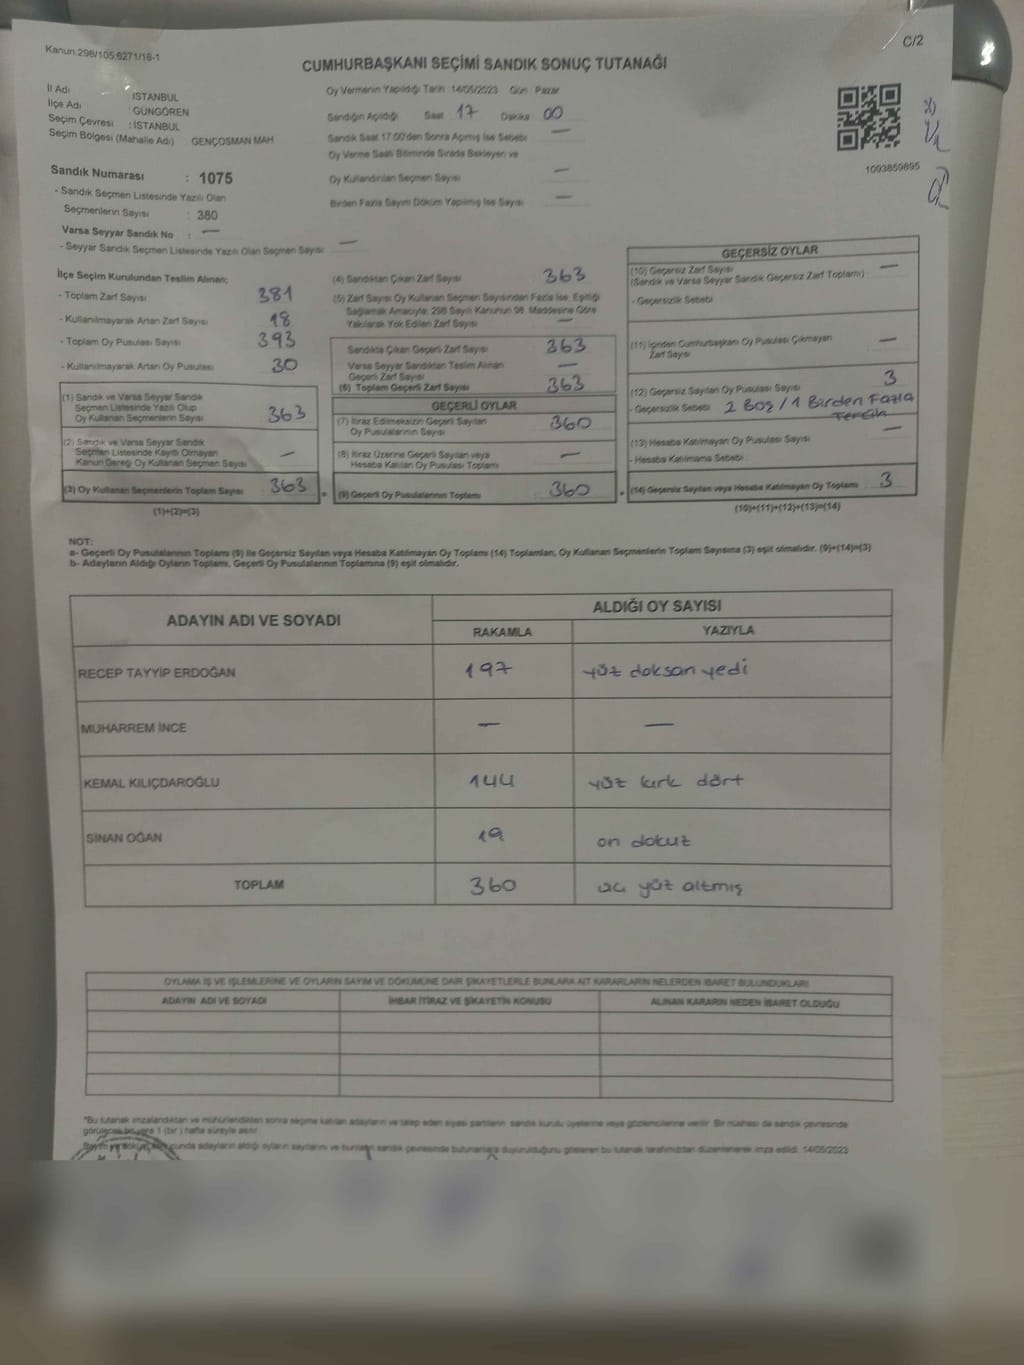 Kanun:298/105;6271/18-1
C/2
CUMHURBAŞKANI SEÇİMİ SANDIK SONUÇ TUTANAĞI
İl Adı : İSTANBUL
İlçe Adı GÜNGÖREN
Seçim Çevresi : İSTANBUL
Seçim Bölgesi (Mahalle Adı) GENÇOSMAN MAH.
Sandık Numarası : 1075
- Sandık Seçmen Listesinde Yazılı Olan
Seçmenlerin Sayısı : 380
Varsa Seyyar Sandık No : —
- Seyyar Sandık Seçmen Listesinde Yazılı Olan Seçmen Sayısı : —
Oy Vermenin Yapıldığı Tarih : 14/05/2023 Gün : Pazar
Sandığın Açıldığı Saat 17 Dakika 00
Sandık Saat 17.00'den Sonra Açılmış İse Sebebi —
Oy Verme Saati Bitiminde Sırada Bekleyen ve
Oy Kullandırılan Seçmen Sayısı —
Birden Fazla Sayım Döküm Yapılmış İse Sayısı —
1093859895
İlçe Seçim Kurulundan Teslim Alınan;
- Toplam Zarf Sayısı 381
- Kullanılmayarak Artan Zarf Sayısı 18
- Toplam Oy Pusulası Sayısı 393
- Kullanılmayarak Artan Oy Pusulası 30
(1) Sandık ve Varsa Seyyar Sandık
Seçmen Listesinde Yazılı Olup
Oy Kullanan Seçmenlerin Sayısı 363
(2) Sandık ve Varsa Seyyar Sandık
Seçmen Listesinde Kayıtlı Olmayan
Kanun Gereği Oy Kullanan Seçmen Sayısı —
(3) Oy Kullanan Seçmenlerin Toplam Sayısı 363 =
(1)+(2)=(3)
(4) Sandıktan Çıkan Zarf Sayısı 363
(5) Zarf Sayısı Oy Kullanan Seçmen Sayısından Fazla İse, Eşitliği
Sağlamak Amacıyla, 298 Sayılı Kanunun 98. Maddesine Göre
Yakılarak Yok Edilen Zarf Sayısı —
Sandıkta Çıkan Geçerli Zarf Sayısı 363
Varsa Seyyar Sandıktan Teslim Alınan
Geçerli Zarf Sayısı —
(6) Toplam Geçerli Zarf Sayısı 363
GEÇERLİ OYLAR
(7) İtiraz Edilmeksizin Geçerli Sayılan
Oy Pusulalarının Sayısı 360
(8) İtiraz Üzerine Geçerli Sayılan veya
Hesaba Katılan Oy Pusulası Toplamı —
(9) Geçerli Oy Pusulalarının Toplamı 360 +
GEÇERSİZ OYLAR
(10) Geçersiz Zarf Sayısı —
(Sandık ve Varsa Seyyar Sandık Geçersiz Zarf Toplamı)
- Geçersizlik Sebebi
(11) İçinden Cumhurbaşkanı Oy Pusulası Çıkmayan
Zarf Sayısı —
(12) Geçersiz Sayılan Oy Pusulası Sayısı 3
- Geçersizlik Sebebi 2 Boş / 1 Birden Fazla
Tercih
(13) Hesaba Katılmayan Oy Pusulası Sayısı —
- Hesaba Katılmama Sebebi
(14) Geçersiz Sayılan veya Hesaba Katılmayan Oy Toplamı 3
(10)+(11)+(12)+(13)=(14)
NOT:
a- Geçerli Oy Pusulalarının Toplamı (9) ile Geçersiz Sayılan veya Hesaba Katılmayan Oy Toplamı (14) Toplamları, Oy Kullanan Seçmenlerin Toplam Sayısına (3) eşit olmalıdır. (9)+(14)=(3)
b- Adayların Aldığı Oyların Toplamı, Geçerli Oy Pusulalarının Toplamına (9) eşit olmalıdır.
ADAYIN ADI VE SOYADI
ALDIĞI OY SAYISI
RAKAMLA YAZIYLA
RECEP TAYYİP ERDOĞAN 197 yüz doksan yedi
MUHARREM İNCE — —
KEMAL KILIÇDAROĞLU 144 yüz kırk dört
SİNAN OĞAN 19 on dokuz
TOPLAM 360 üç yüz altmış
OYLAMA İŞ VE İŞLEMLERİNE VE OYLARIN SAYIM VE DÖKÜMÜNE DAİR ŞİKAYETLERLE BUNLARA AİT KARARLARIN NELERDEN İBARET BULUNDUKLARI
ADAYIN ADI VE SOYADI İHBAR İTİRAZ VE ŞİKAYETİN KONUSU ALINAN KARARIN NEDEN İBARET OLDUĞU
*Bu tutanak imzalandıktan ve mühürlendikten sonra seçime katılan adayların ve talep eden siyasi partilerin sandık kurulu üyelerine veya gözlemcilerine verilir. Bir nüshası da sandık çevresinde
görülecek bir yere 1 (bir) hafta süreyle asılır.
adayların aldığı oyların sayılarını ve bunların sandık çevresinde bulunanlara duyurulduğunu gösteren bu tutanak tarafımızdan düzenlenerek imza edildi. 14/05/2023